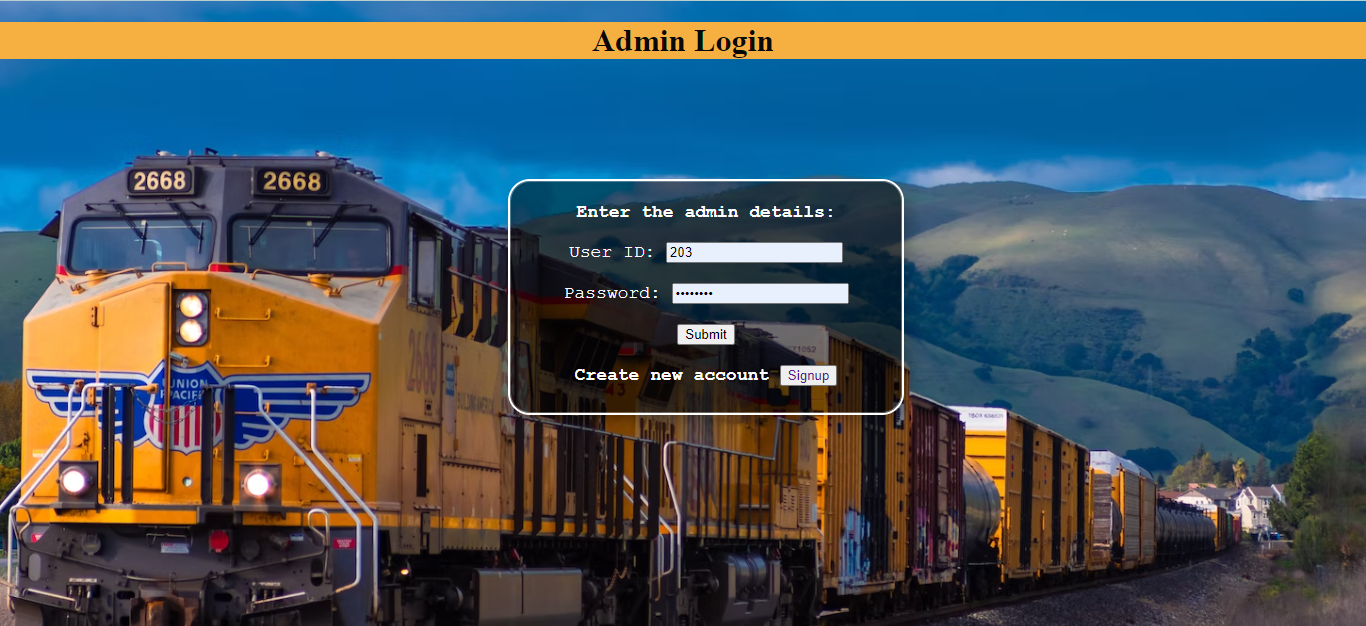 Admin Login
2668
2668
Enter the admin details:
User ID: 203
Password: ••••••••
Submit
Create new account Signup
2668
UNION
PACIFIC